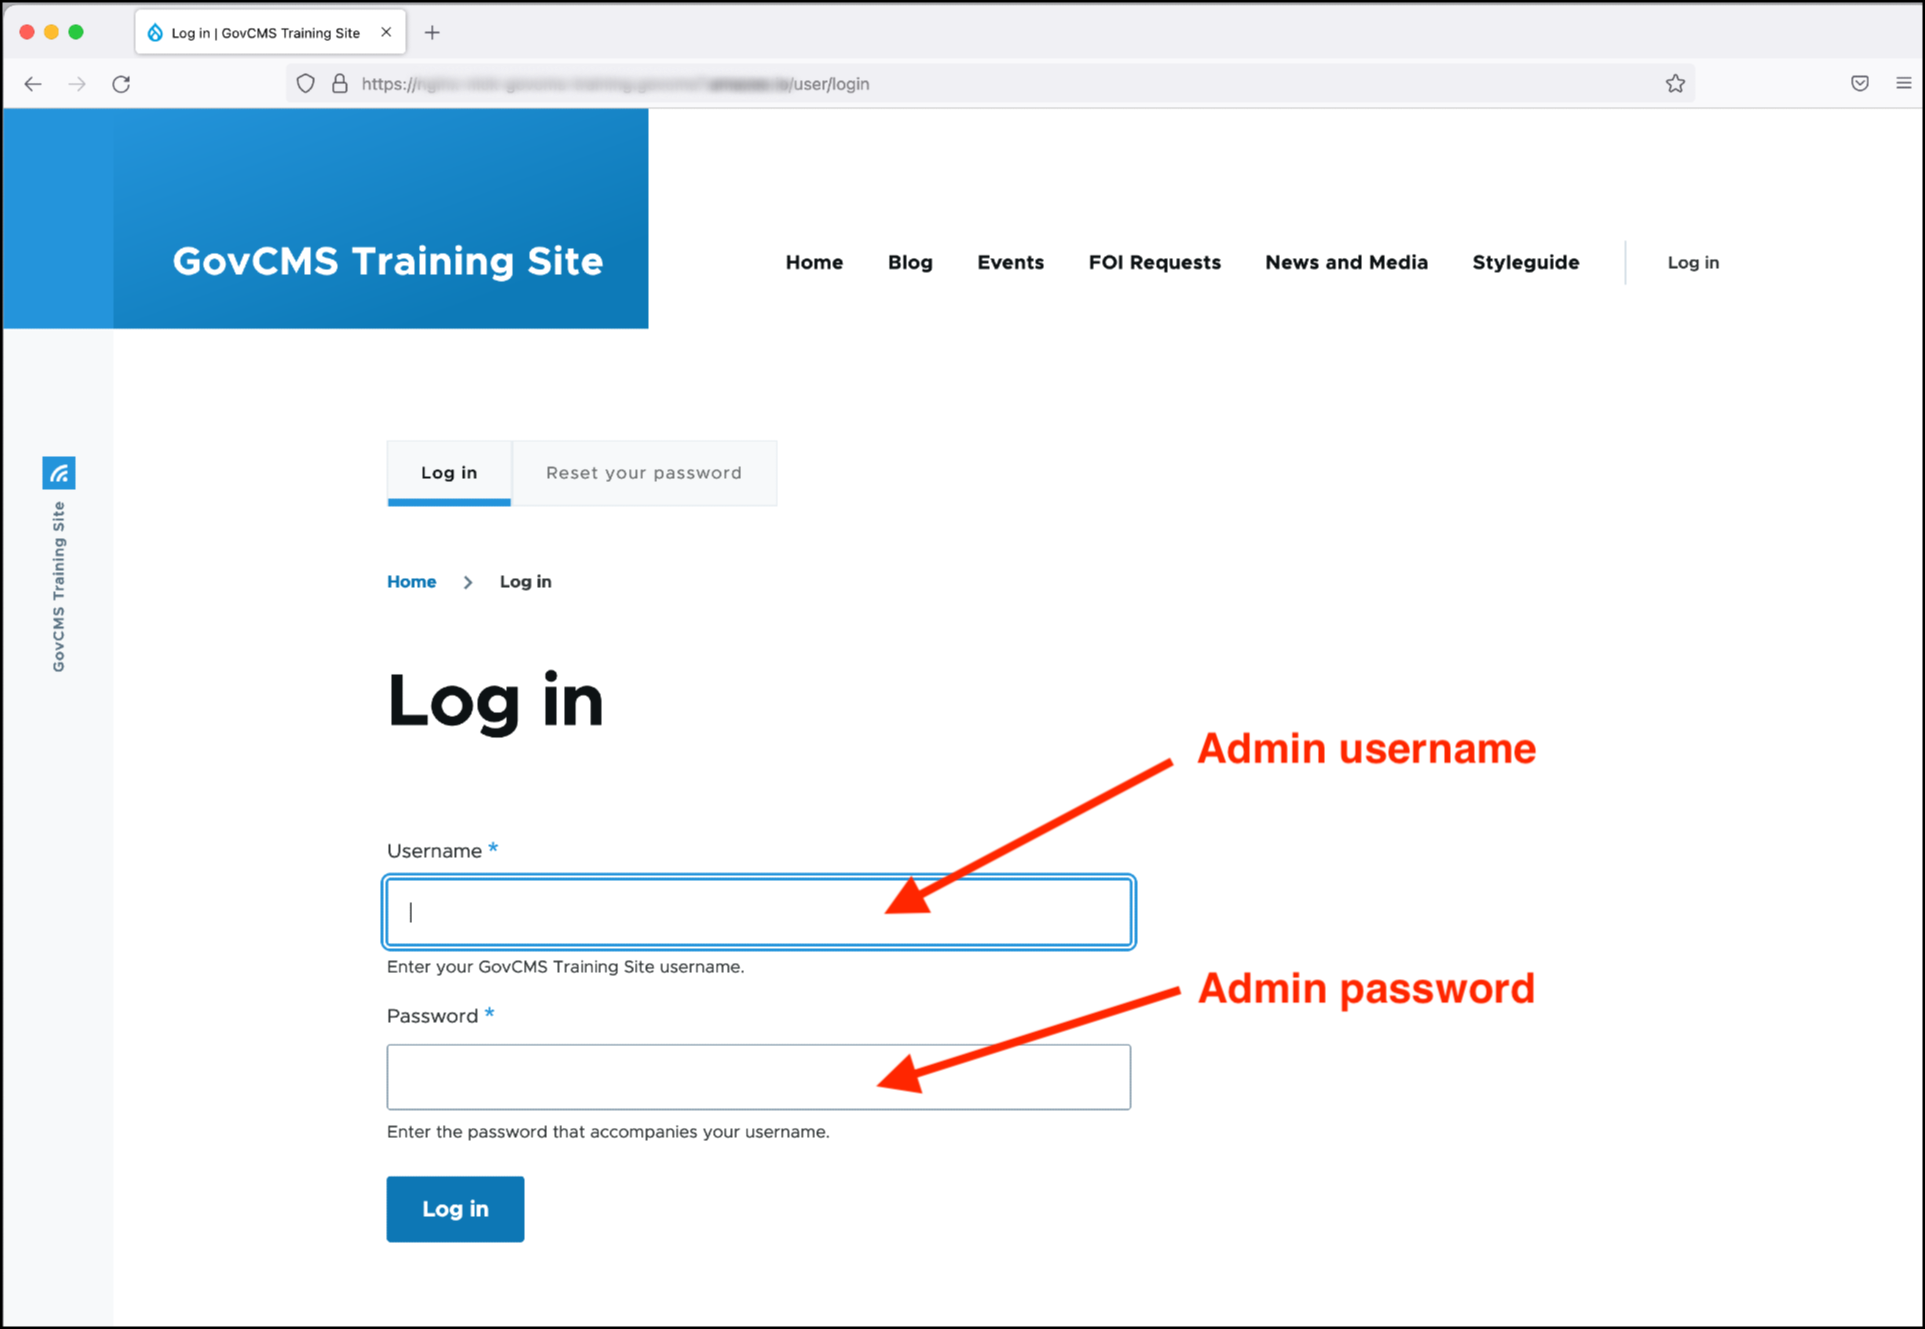 Log in | GovCMS Training Site
https://
/user/login
GovCMS Training Site
Home Blog Events FOI Requests News and Media Styleguide Log in
Log in Reset your password
GovCMS Training Site
Home > Log in
Log in
Admin username
Username *
Enter your GovCMS Training Site username.
Admin password
Password *
Enter the password that accompanies your username.
Log in